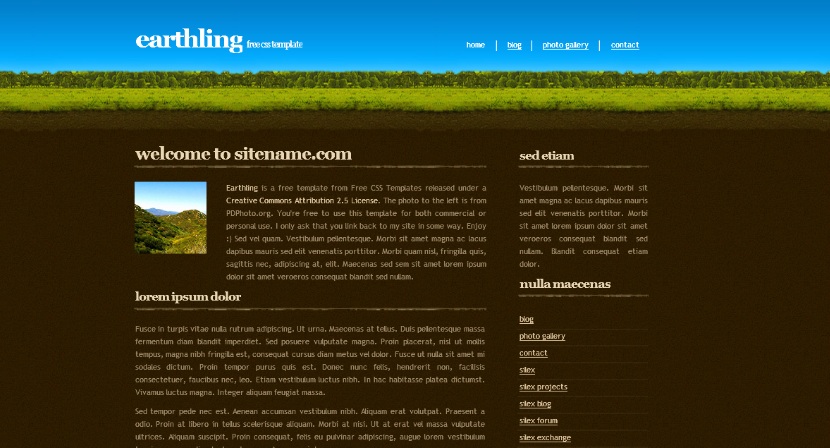 earthling free css template
home blog photo gallery contact
welcome to sitename.com
Earthling is a free template from Free CSS Templates released under a
Creative Commons Attribution 2.5 License. The photo to the left is from
PDPhoto.org. You're free to use this template for both commercial or
personal use. I only ask that you link back to my site in some way. Enjoy
:) Sed vel quam. Vestibulum pellentesque. Morbi sit amet magna ac lacus
dapibus mauris sed elit venenatis porttitor. Morbi quam nisl, fringilla quis,
sagittis nec, adipiscing at, elit. Maecenas sed sem sit amet lorem ipsum
dolor sit amet veroeros consequat blandit sed nullam.
lorem ipsum dolor
Fusce in turpis vitae nulla rutrum adipiscing. Ut urna. Maecenas at tellus. Duis pellentesque massa
fermentum diam blandit imperdiet. Sed posuere vulputate magna. Proin placerat, nisl ut mollis
tempus, magna nibh fringilla est, consequat cursus diam metus vel dolor. Fusce ut nulla sit amet mi
sodales dictum. Proin tempor purus quis est. Donec nunc felis, hendrerit non, facilisis
consectetuer, faucibus nec, leo. Etiam vestibulum luctus nibh. In hac habitasse platea dictumst.
Vivamus luctus magna. Integer aliquam feugiat massa.
Sed tempor pede nec est. Aenean accumsan vestibulum nibh. Aliquam erat volutpat. Praesent a
odio. Proin at libero in tellus scelerisque aliquam. Morbi at nisl. Ut at erat at metus ullamcorper
ultrices. Aliquam suscipit. Proin consequat, felis eu pulvinar adipiscing, augue lorem vestibulum
sed etiam
Vestibulum pellentesque. Morbi sit
amet magna ac lacus dapibus mauris
sed elit venenatis porttitor. Morbi
sit amet lorem ipsum dolor sit amet
veroeros consequat blandit sed
nullam. Blandit consequat etiam
dolor.
nulla maecenas
blog
photo gallery
contact
silex
silex projects
silex blog
silex forum
silex exchange